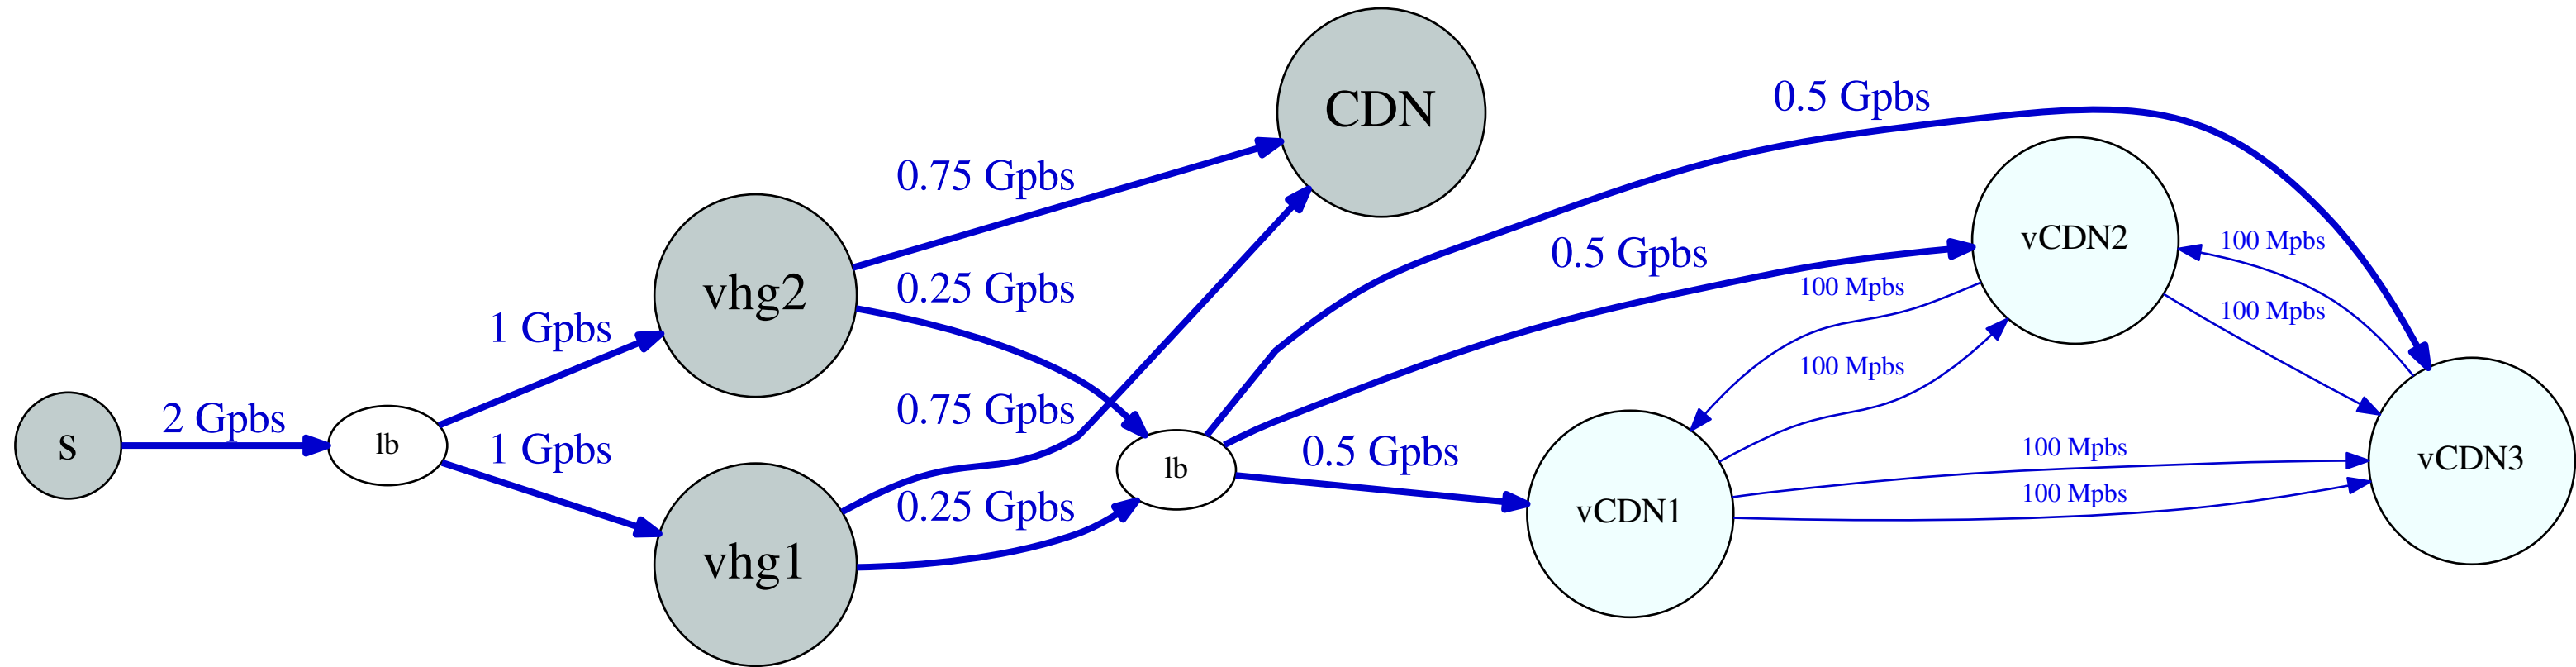 s
2 Gpbs
lb
1 Gpbs
1 Gpbs
vhg2
vhg1
0.75 Gpbs
0.25 Gpbs
0.75 Gpbs
0.25 Gpbs
CDN
lb
0.5 Gpbs
0.5 Gpbs
0.5 Gpbs
vCDN1
vCDN2
100 Mpbs
100 Mpbs
100 Mpbs
100 Mpbs
100 Mpbs
100 Mpbs
vCDN3